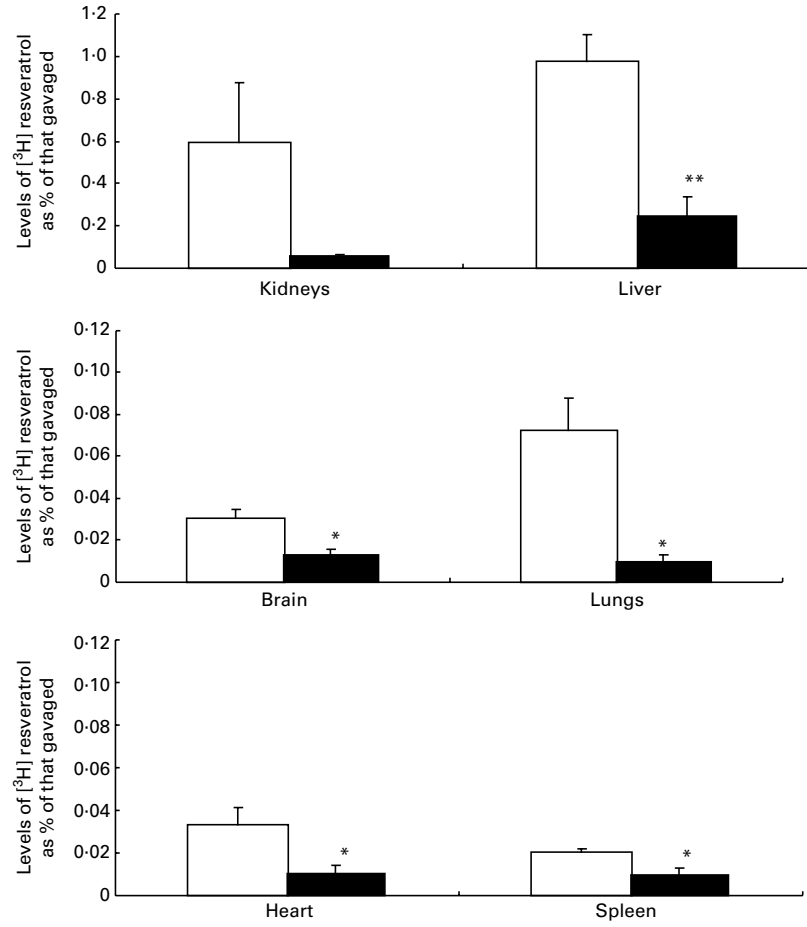 Levels of [³H] resveratrol
as % of that gavaged
1·2
1·0
0·8
0·6
0·4
0·2
0
**
Kidneys
Liver
Levels of [³H] resveratrol
as % of that gavaged
0·12
0·10
0·08
0·06
0·04
0·02
0
*
*
Brain
Lungs
Levels of [³H] resveratrol
as % of that gavaged
0·12
0·10
0·08
0·06
0·04
0·02
0
*
*
Heart
Spleen